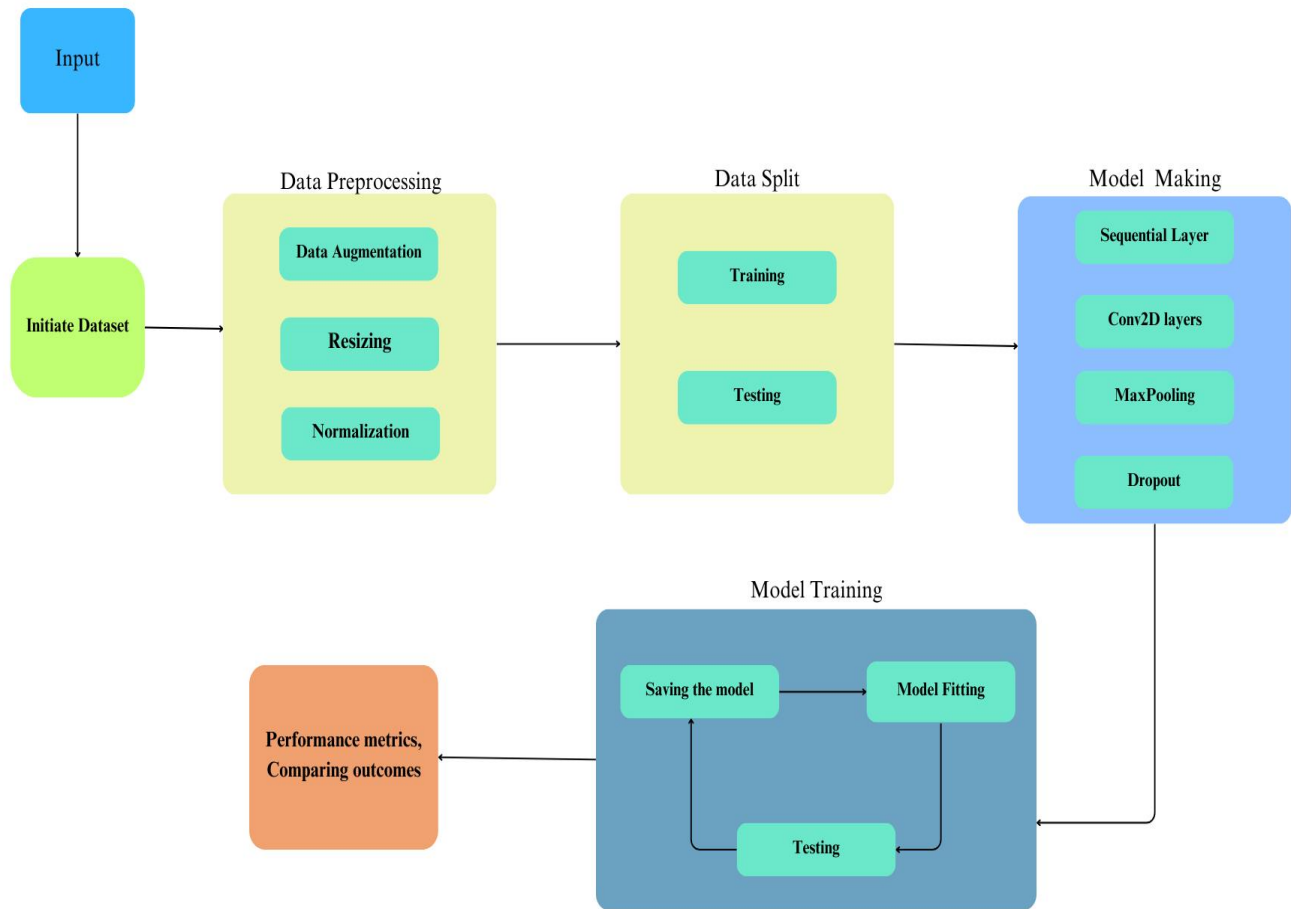 Input
Initiate Dataset
Data Preprocessing
Data Augmentation
Resizing
Normalization
Data Split
Training
Testing
Model Making
Sequential Layer
Conv2D layers
MaxPooling
Dropout
Model Training
Saving the model
Model Fitting
Testing
Performance metrics,
Comparing outcomes